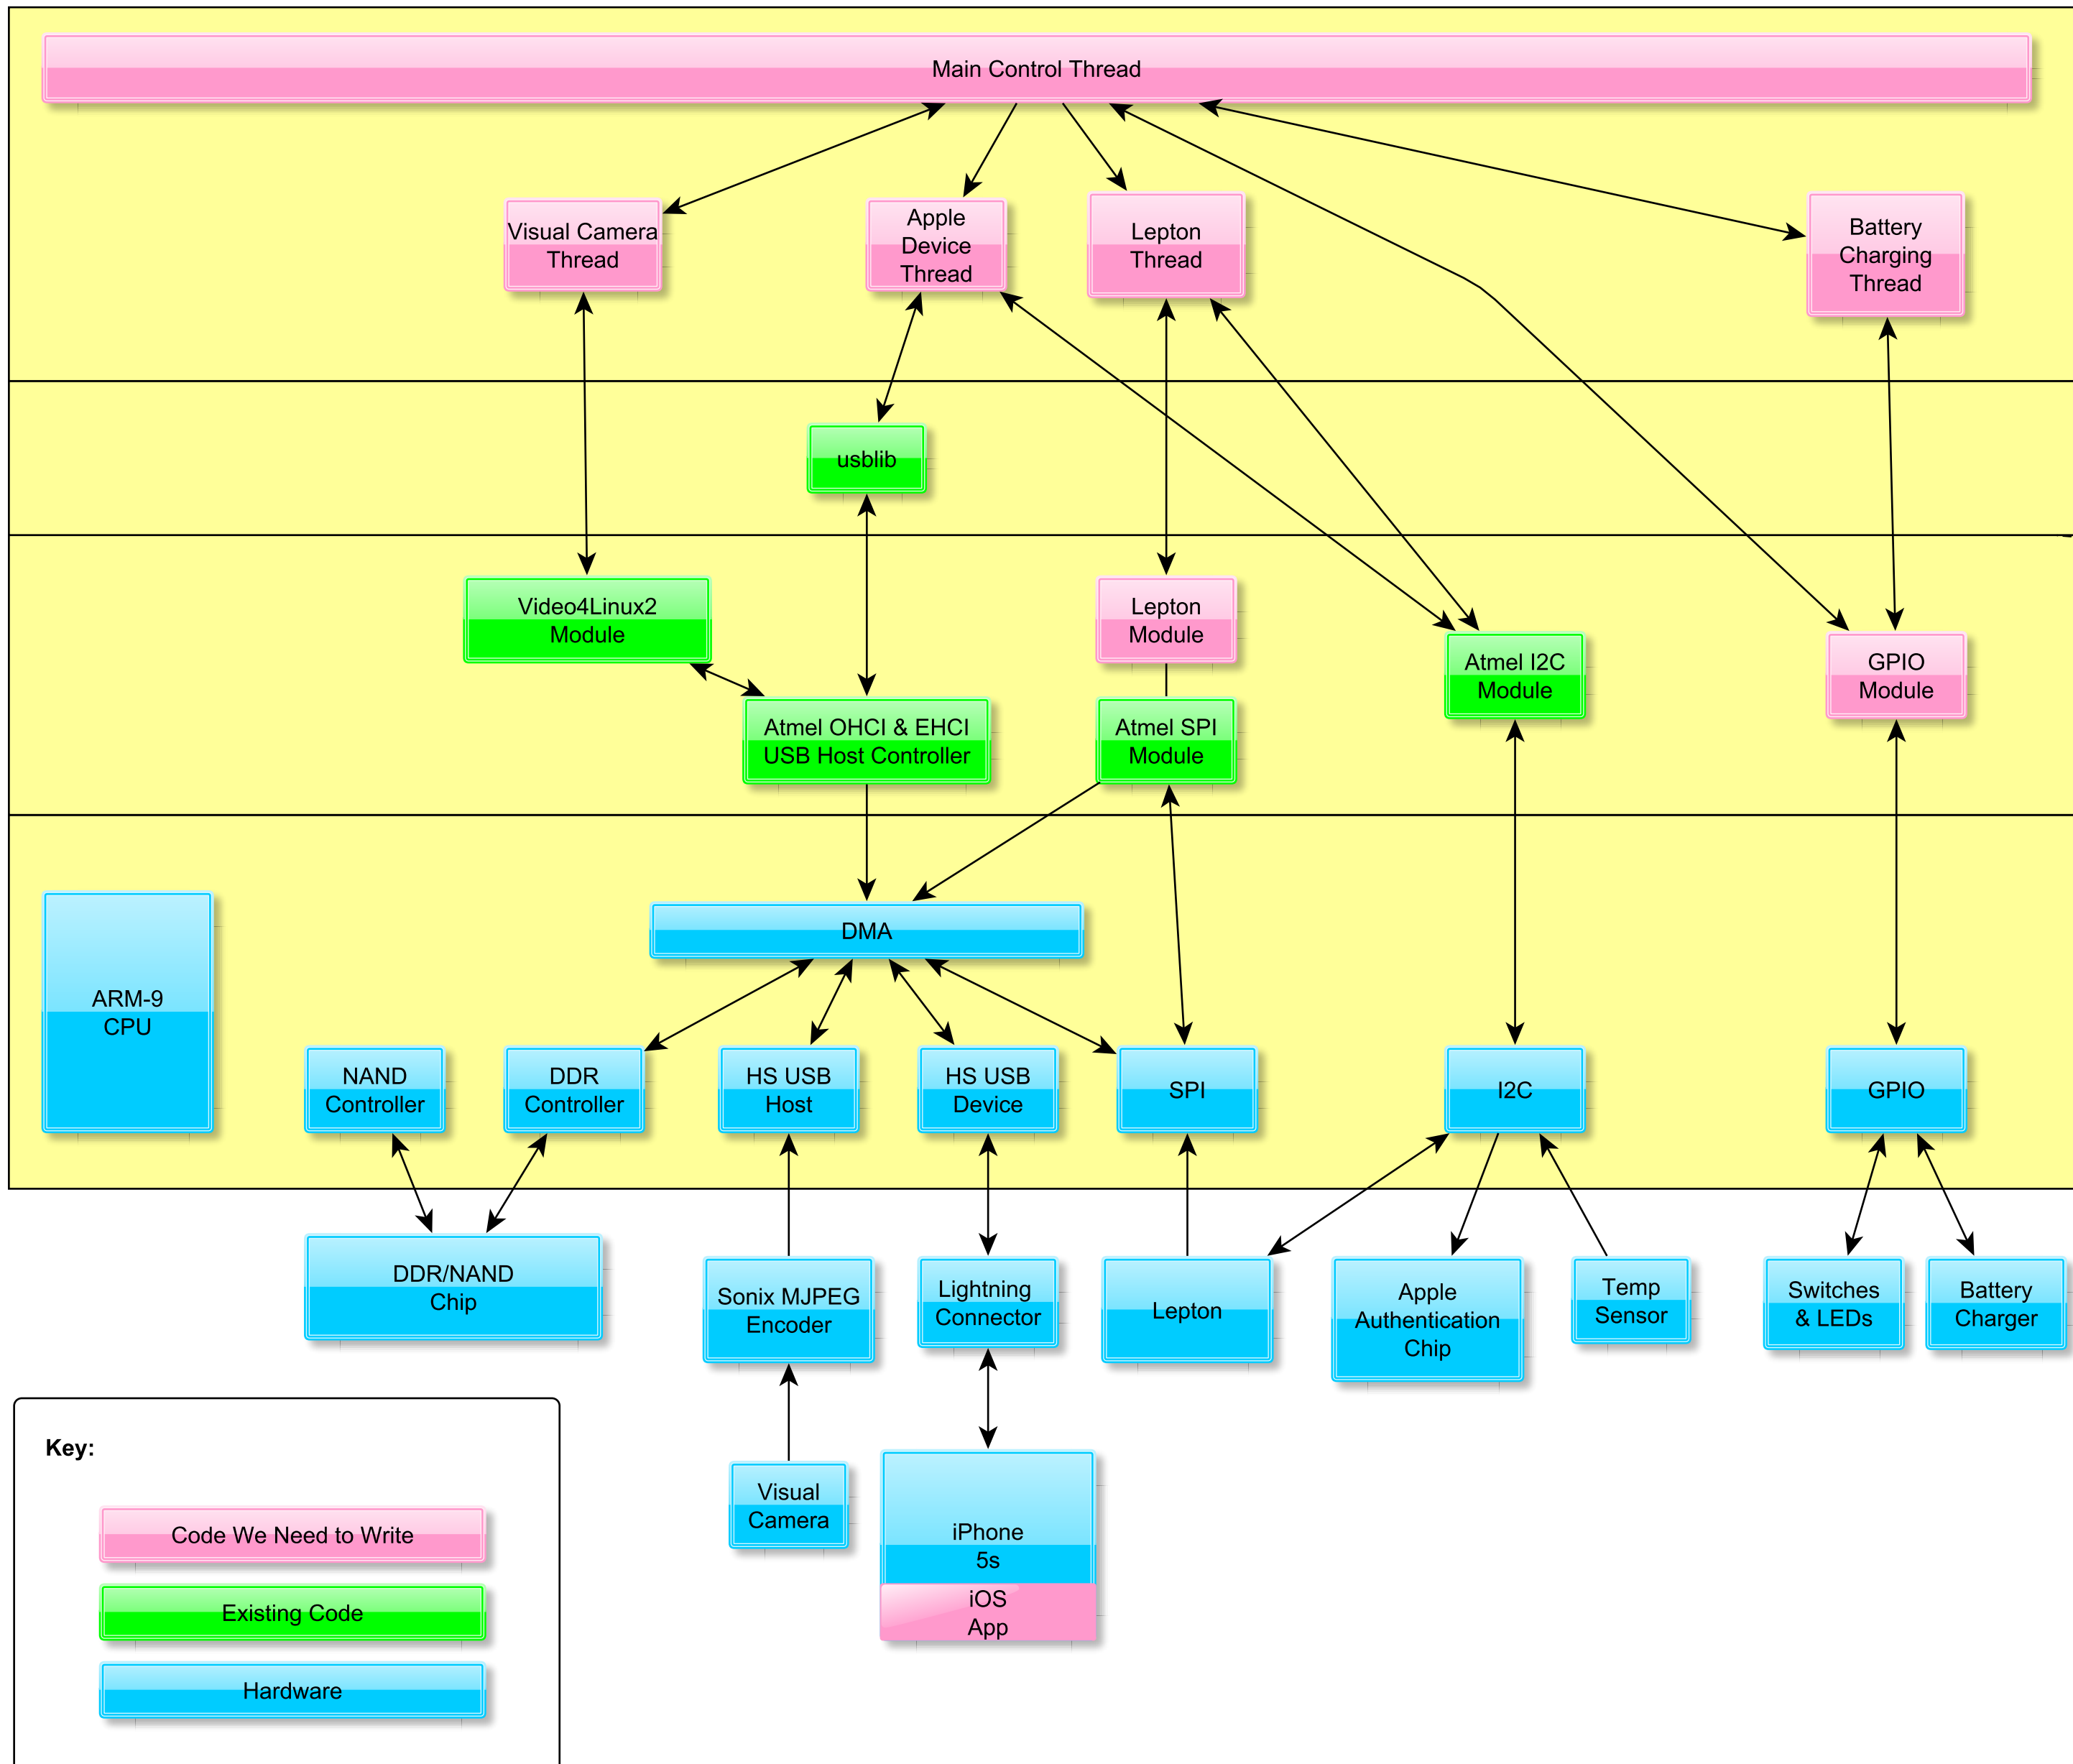 Main Control Thread
Visual Camera
Thread
Apple
Device
Thread
Lepton
Thread
Battery
Charging
Thread
usblib
Video4Linux2
Module
Lepton
Module
Atmel I2C
Module
GPIO
Module
Atmel OHCI & EHCI
USB Host Controller
Atmel SPI
Module
DMA
ARM-9
CPU
NAND
Controller
DDR
Controller
HS USB
Host
HS USB
Device
SPI
I2C
GPIO
DDR/NAND
Chip
Sonix MJPEG
Encoder
Lightning
Connector
Lepton
Apple
Authentication
Chip
Temp
Sensor
Switches
& LEDs
Battery
Charger
Visual
Camera
iPhone
5s
iOS
App
Key:
Code We Need to Write
Existing Code
Hardware